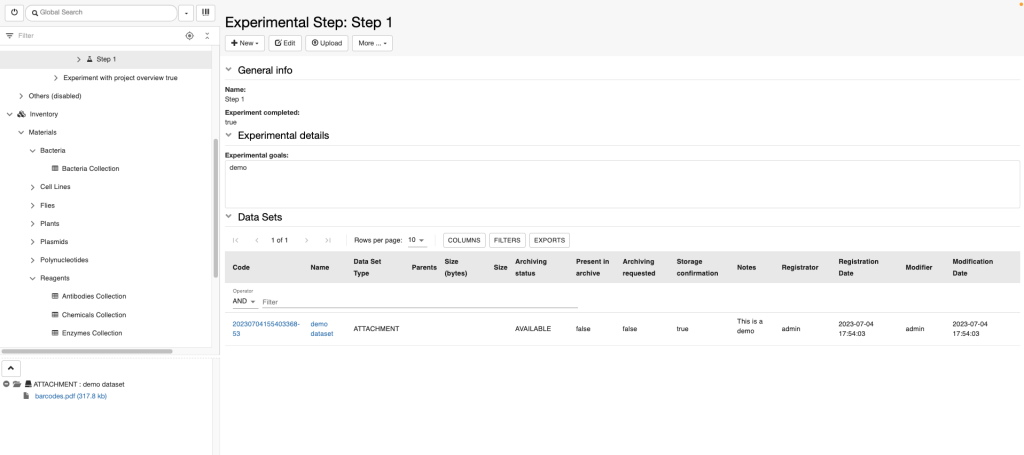 Global Search
Filter
Step 1
Experiment with project overview true
Others (disabled)
Inventory
Materials
Bacteria
Bacteria Collection
Cell Lines
Flies
Plants
Plasmids
Polynucleotides
Reagents
Antibodies Collection
Chemicals Collection
Enzymes Collection
ATTACHMENT : demo dataset
barcodes.pdf (317.8 kb)
Experimental Step: Step 1
New Edit Upload More ...
General info
Name:
Step 1
Experiment completed:
true
Experimental details
Experimental goals:
demo
Data Sets
1 of 1 Rows per page: 10 COLUMNS FILTERS EXPORTS
Code Name Data Set Type Parents Size (bytes) Size Archiving status Present in archive Archiving requested Storage confirmation Notes Registrator Registration Date Modifier Modification Date
Operator
AND Filter
20230704155403368-53 demo dataset ATTACHMENT AVAILABLE false false true This is a demo admin 2023-07-04 17:54:03 admin 2023-07-04 17:54:03